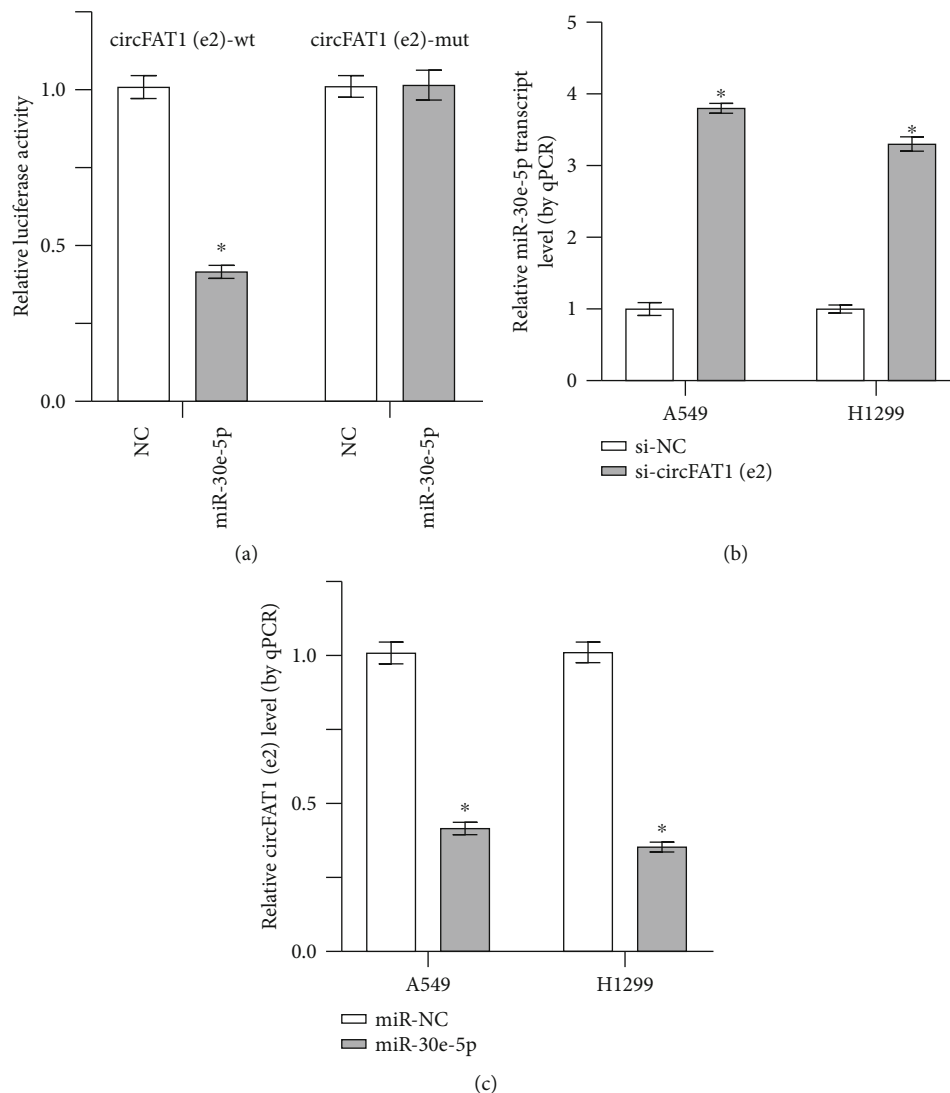 circFAT1 (e2)-wt
circFAT1 (e2)-mut
Relative luciferase activity
1.0
0.5
0.0
*
NC
miR-30e-5p
NC
miR-30e-5p
(a)
Relative miR-30e-5p transcript
level (by qPCR)
5
4
3
2
1
0
*
*
A549
H1299
si-NC
si-circFAT1 (e2)
(b)
Relative circFAT1 (e2) level (by qPCR)
1.0
0.5
0.0
*
*
A549
H1299
miR-NC
miR-30e-5p
(c)